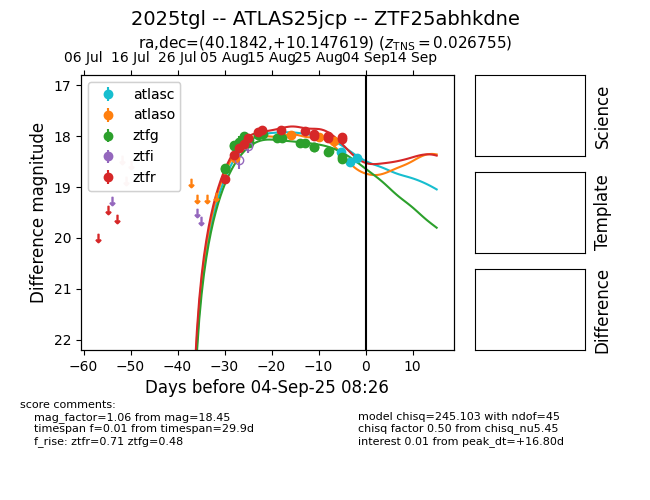 2025tgl -- ATLAS25jcp -- ZTF25abhkdne
ra,dec=(40.1842,+10.147619) (z_TNS = 0.026755)
06 Jul 16 Jul 26 Jul 05 Aug 15 Aug 25 Aug 04 Sep 14 Sep
17
18
19
20
21
22
Difference magnitude
atlasc
atlaso
ztfg
ztfi
ztfr
−60 −50 −40 −30 −20 −10 0 10
Days before 04-Sep-25 08:26
Science
Template
Difference
score comments:
mag_factor=1.06 from mag=18.45
timespan f=0.01 from timespan=29.9d
f_rise: ztfr=0.71 ztfg=0.48
model chisq=245.103 with ndof=45
chisq factor 0.50 from chisq_nu5.45
interest 0.01 from peak_dt=+16.80d